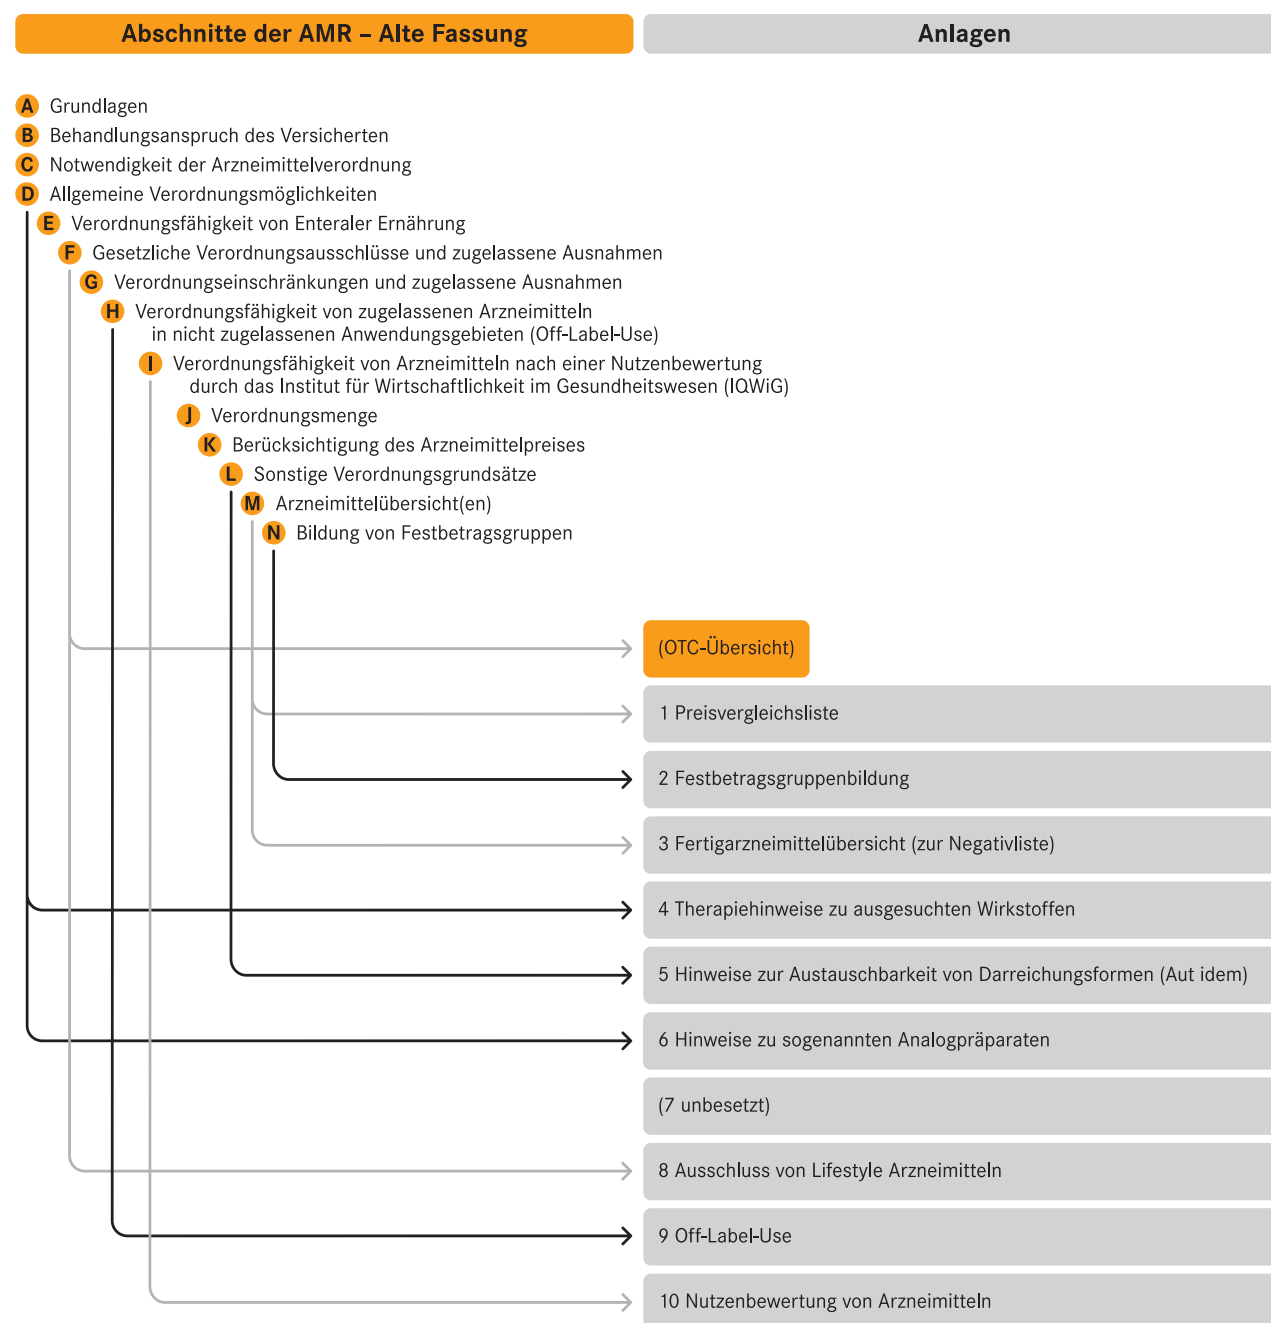 Abschnitte der AMR – Alte Fassung
Anlagen
A Grundlagen
B Behandlungsanspruch des Versicherten
C Notwendigkeit der Arzneimittelverordnung
D Allgemeine Verordnungsmöglichkeiten
E Verordnungsfähigkeit von Enteraler Ernährung
F Gesetzliche Verordnungsausschlüsse und zugelassene Ausnahmen
G Verordnungseinschränkungen und zugelassene Ausnahmen
H Verordnungsfähigkeit von zugelassenen Arzneimitteln
in nicht zugelassenen Anwendungsgebieten (Off-Label-Use)
I Verordnungsfähigkeit von Arzneimitteln nach einer Nutzenbewertung
durch das Institut für Wirtschaftlichkeit im Gesundheitswesen (IQWiG)
J Verordnungsmenge
K Berücksichtigung des Arzneimittelpreises
L Sonstige Verordnungsgrundsätze
M Arzneimittelübersicht(en)
N Bildung von Festbetragsgruppen
(OTC-Übersicht)
1 Preisvergleichsliste
2 Festbetragsgruppenbildung
3 Fertigarzneimittelübersicht (zur Negativliste)
4 Therapiehinweise zu ausgesuchten Wirkstoffen
5 Hinweise zur Austauschbarkeit von Darreichungsformen (Aut idem)
6 Hinweise zu sogenannten Analogpräparaten
(7 unbesetzt)
8 Ausschluss von Lifestyle Arzneimitteln
9 Off-Label-Use
10 Nutzenbewertung von Arzneimitteln